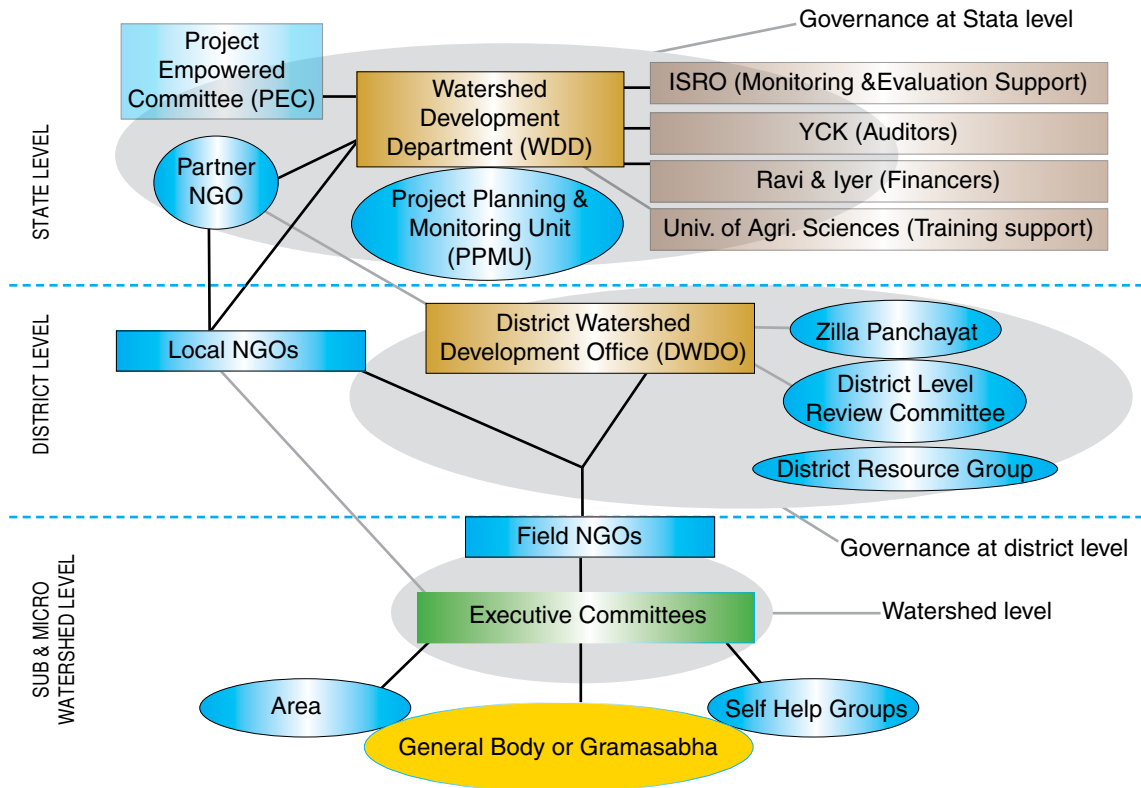 Governance at Stata level
Project
Empowered
Committee (PEC)
Watershed
Development
Department (WDD)
ISRO (Monitoring &Evaluation Support)
YCK (Auditors)
Ravi & Iyer (Financers)
Univ. of Agri. Sciences (Training support)
Partner
NGO
Project Planning &
Monitoring Unit
(PPMU)
STATE LEVEL
DISTRICT LEVEL
Local NGOs
District Watershed
Development Office (DWDO)
Zilla Panchayat
District Level
Review Committee
District Resource Group
Governance at district level
SUB & MICRO
WATERSHED LEVEL
Field NGOs
Executive Committees
Watershed level
Area
Self Help Groups
General Body or Gramasabha